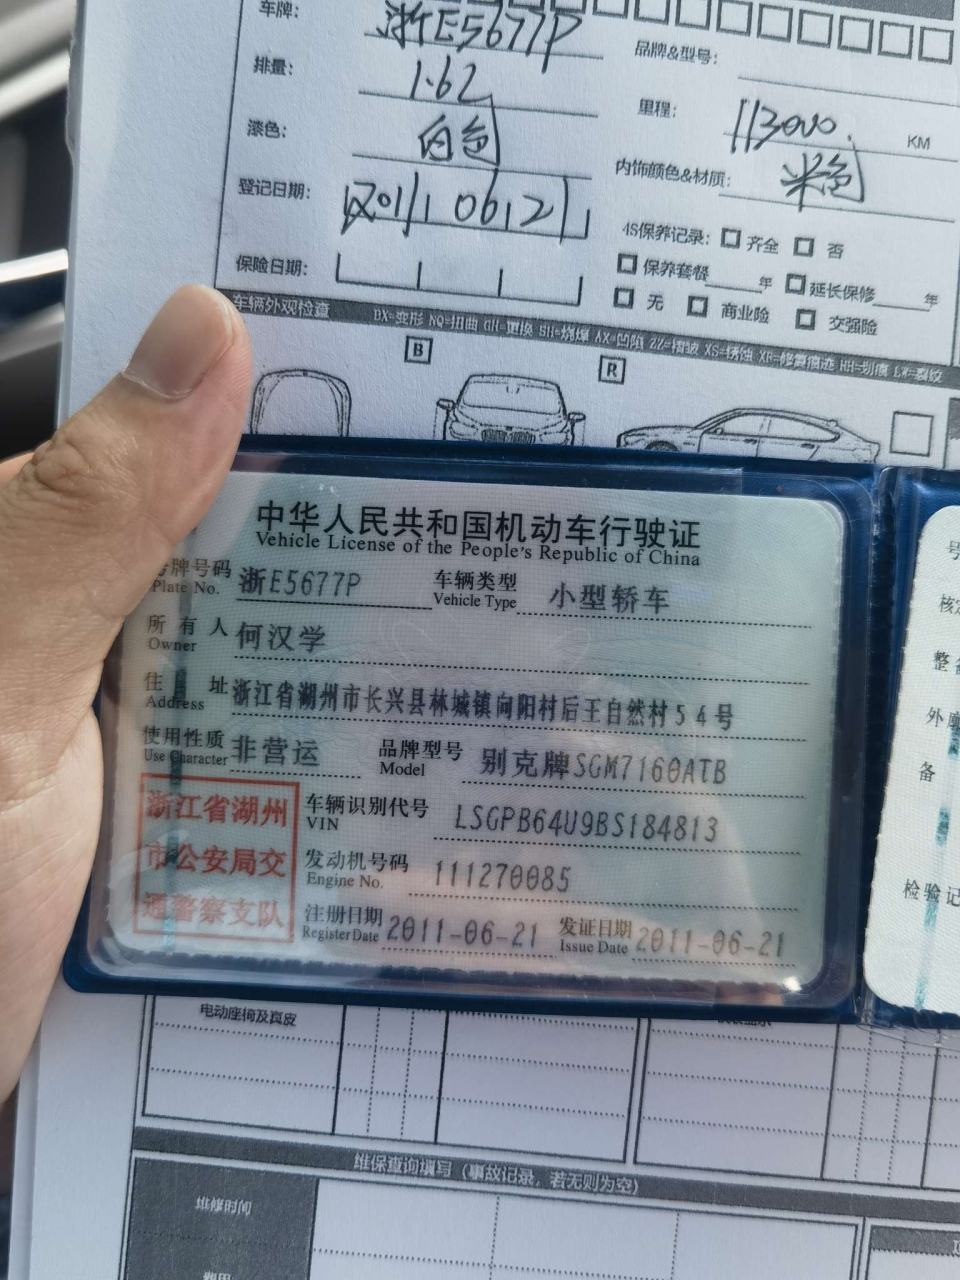 车牌: 浙E5677P
品牌&型号:
排量: 1.6L
里程: 113000. KM
漆色: 白色
内饰颜色&材质: 米色
登记日期: 2011 06 21
4S保养记录: 齐全 否
保险日期:
保养套餐 年 延长保修 年
无 商业险 交强险
车辆外观检查 BX=变形 NQ=扭曲 GH=更换 SH=烧焊 AX=凹陷 ZZ=褶皱 XS=锈蚀 XF=修复痕迹 HH=划痕 LW=裂纹
B
R
中华人民共和国机动车行驶证
Vehicle License of the People's Republic of China
号牌号码 浙E5677P 车辆类型 小型轿车
Plate No. Vehicle Type
所有人 何汉学
Owner
住址 浙江省湖州市长兴县林城镇向阳村后王自然村54号
Address
使用性质 非营运 品牌型号 别克牌SGM7160ATB
Use Character Model
浙江省湖州
市公安局交
通警察支队
车辆识别代号 LSGPB64U9BS184813
VIN
发动机号码 111270085
Engine No.
注册日期 2011-06-21 发证日期 2011-06-21
Register Date Issue Date
号
核定
整备
外廓
备
检验记
电动座椅及真皮
维保查询填写（事故记录，若无则为空）
维修时间